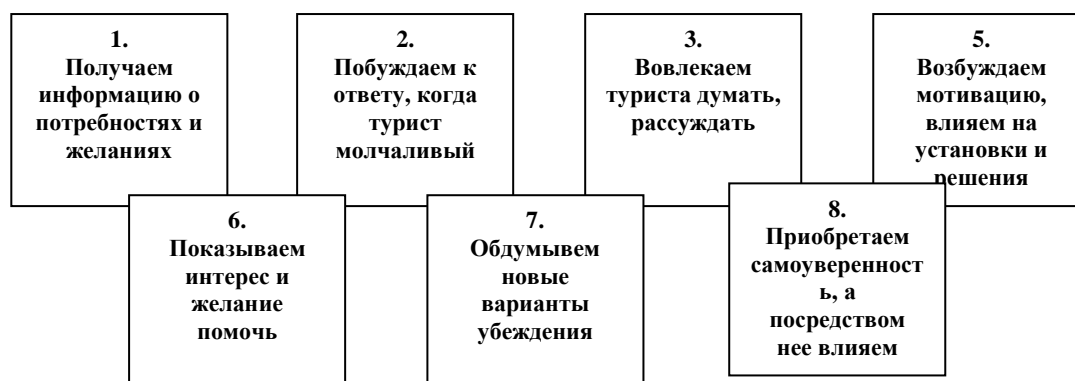 1.
Получаем
информацию о
потребностях и
желаниях
2.
Побуждаем к
ответу, когда
турист
молчаливый
3.
Вовлекаем
туриста думать,
рассуждать
5.
Возбуждаем
мотивацию,
влияем на
установки и
решения
6.
Показываем
интерес и
желание
помочь
7.
Обдумывем
новые
варианты
убеждения
8.
Приобретаем
самоуверенност
ь, а
посредством
нее влияем